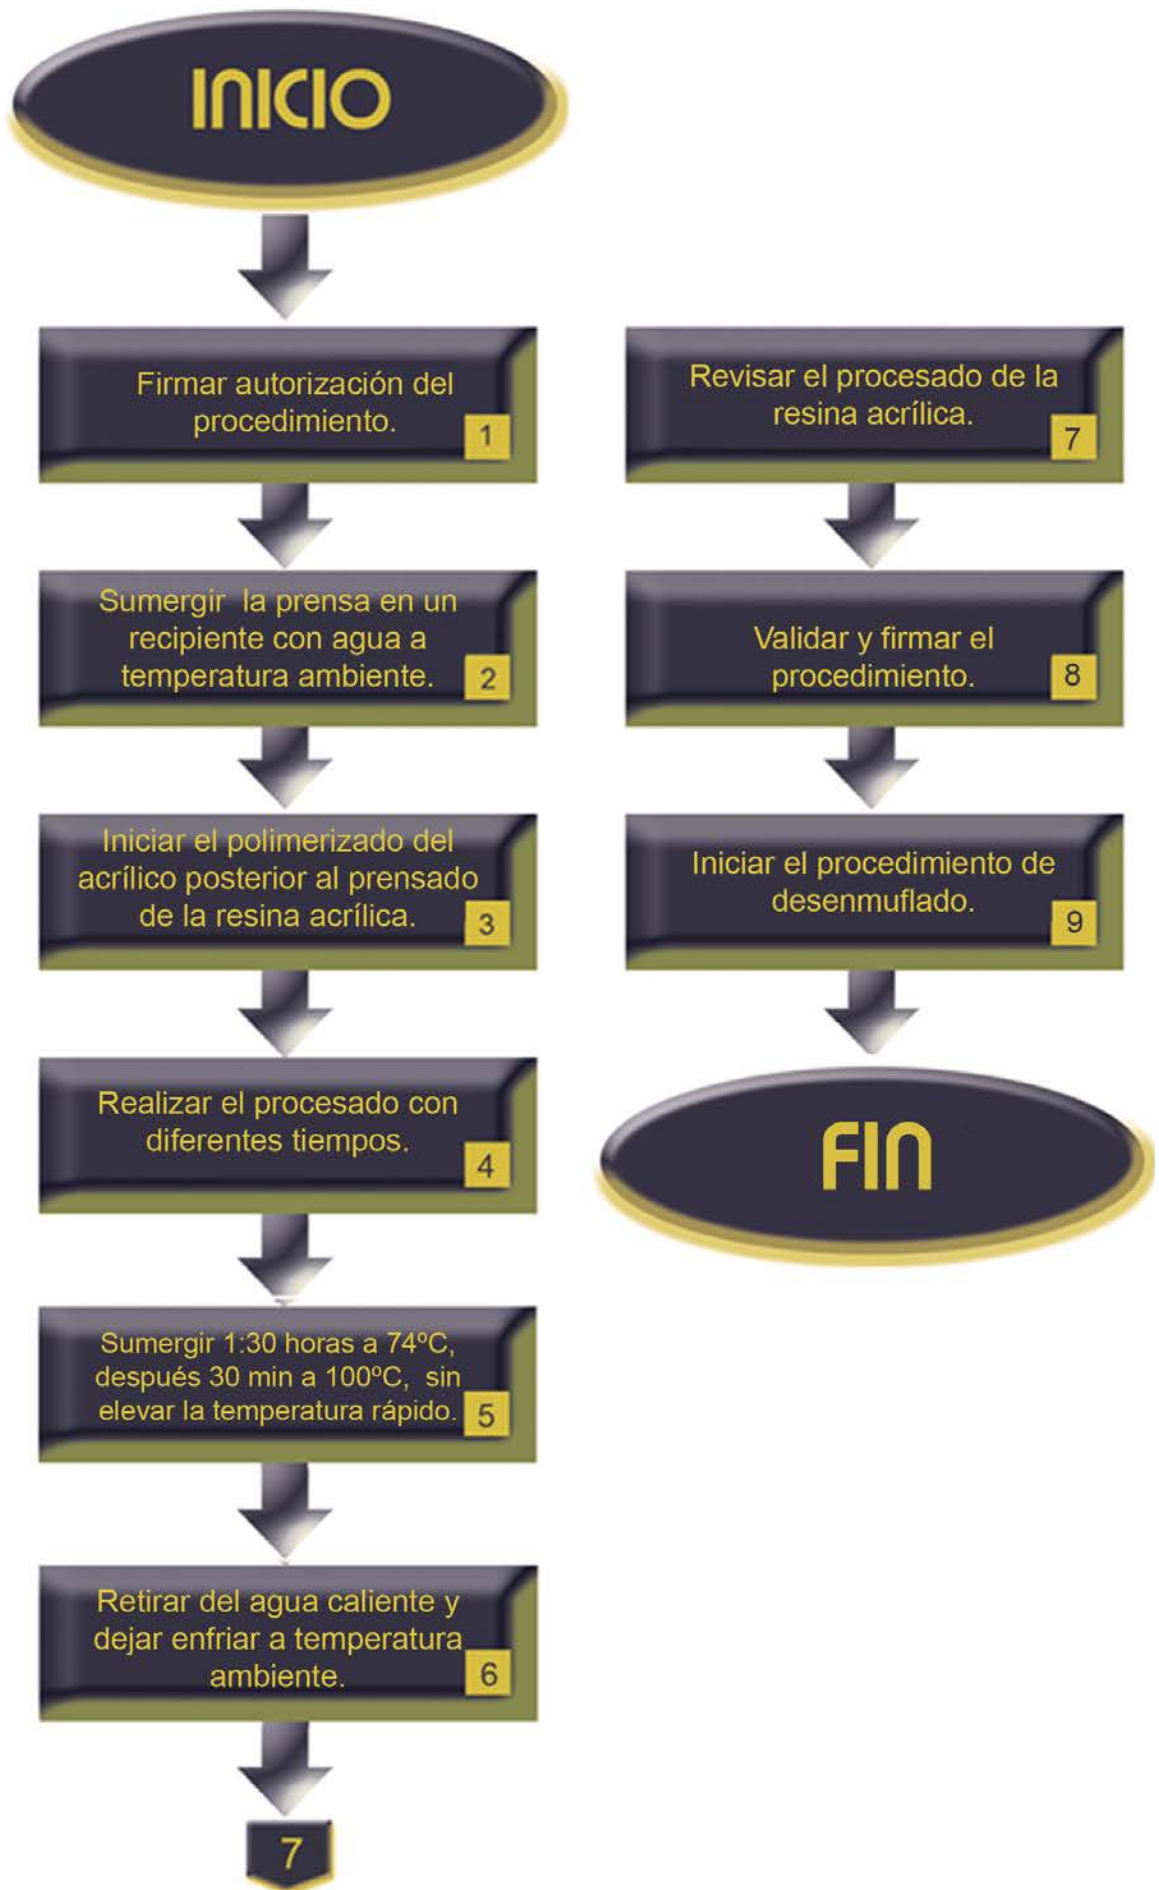 INICIO
Firmar autorización del
procedimiento.
1
Sumergir la prensa en un
recipiente con agua a
temperatura ambiente.
2
Iniciar el polimerizado del
acrílico posterior al prensado
de la resina acrílica.
3
Realizar el procesado con
diferentes tiempos.
4
Sumergir 1:30 horas a 74ºC,
después 30 min a 100ºC, sin
elevar la temperatura rápido.
5
Retirar del agua caliente y
dejar enfriar a temperatura
ambiente.
6
7
Revisar el procesado de la
resina acrílica.
7
Validar y firmar el
procedimiento.
8
Iniciar el procedimiento de
desenmuflado.
9
FIN